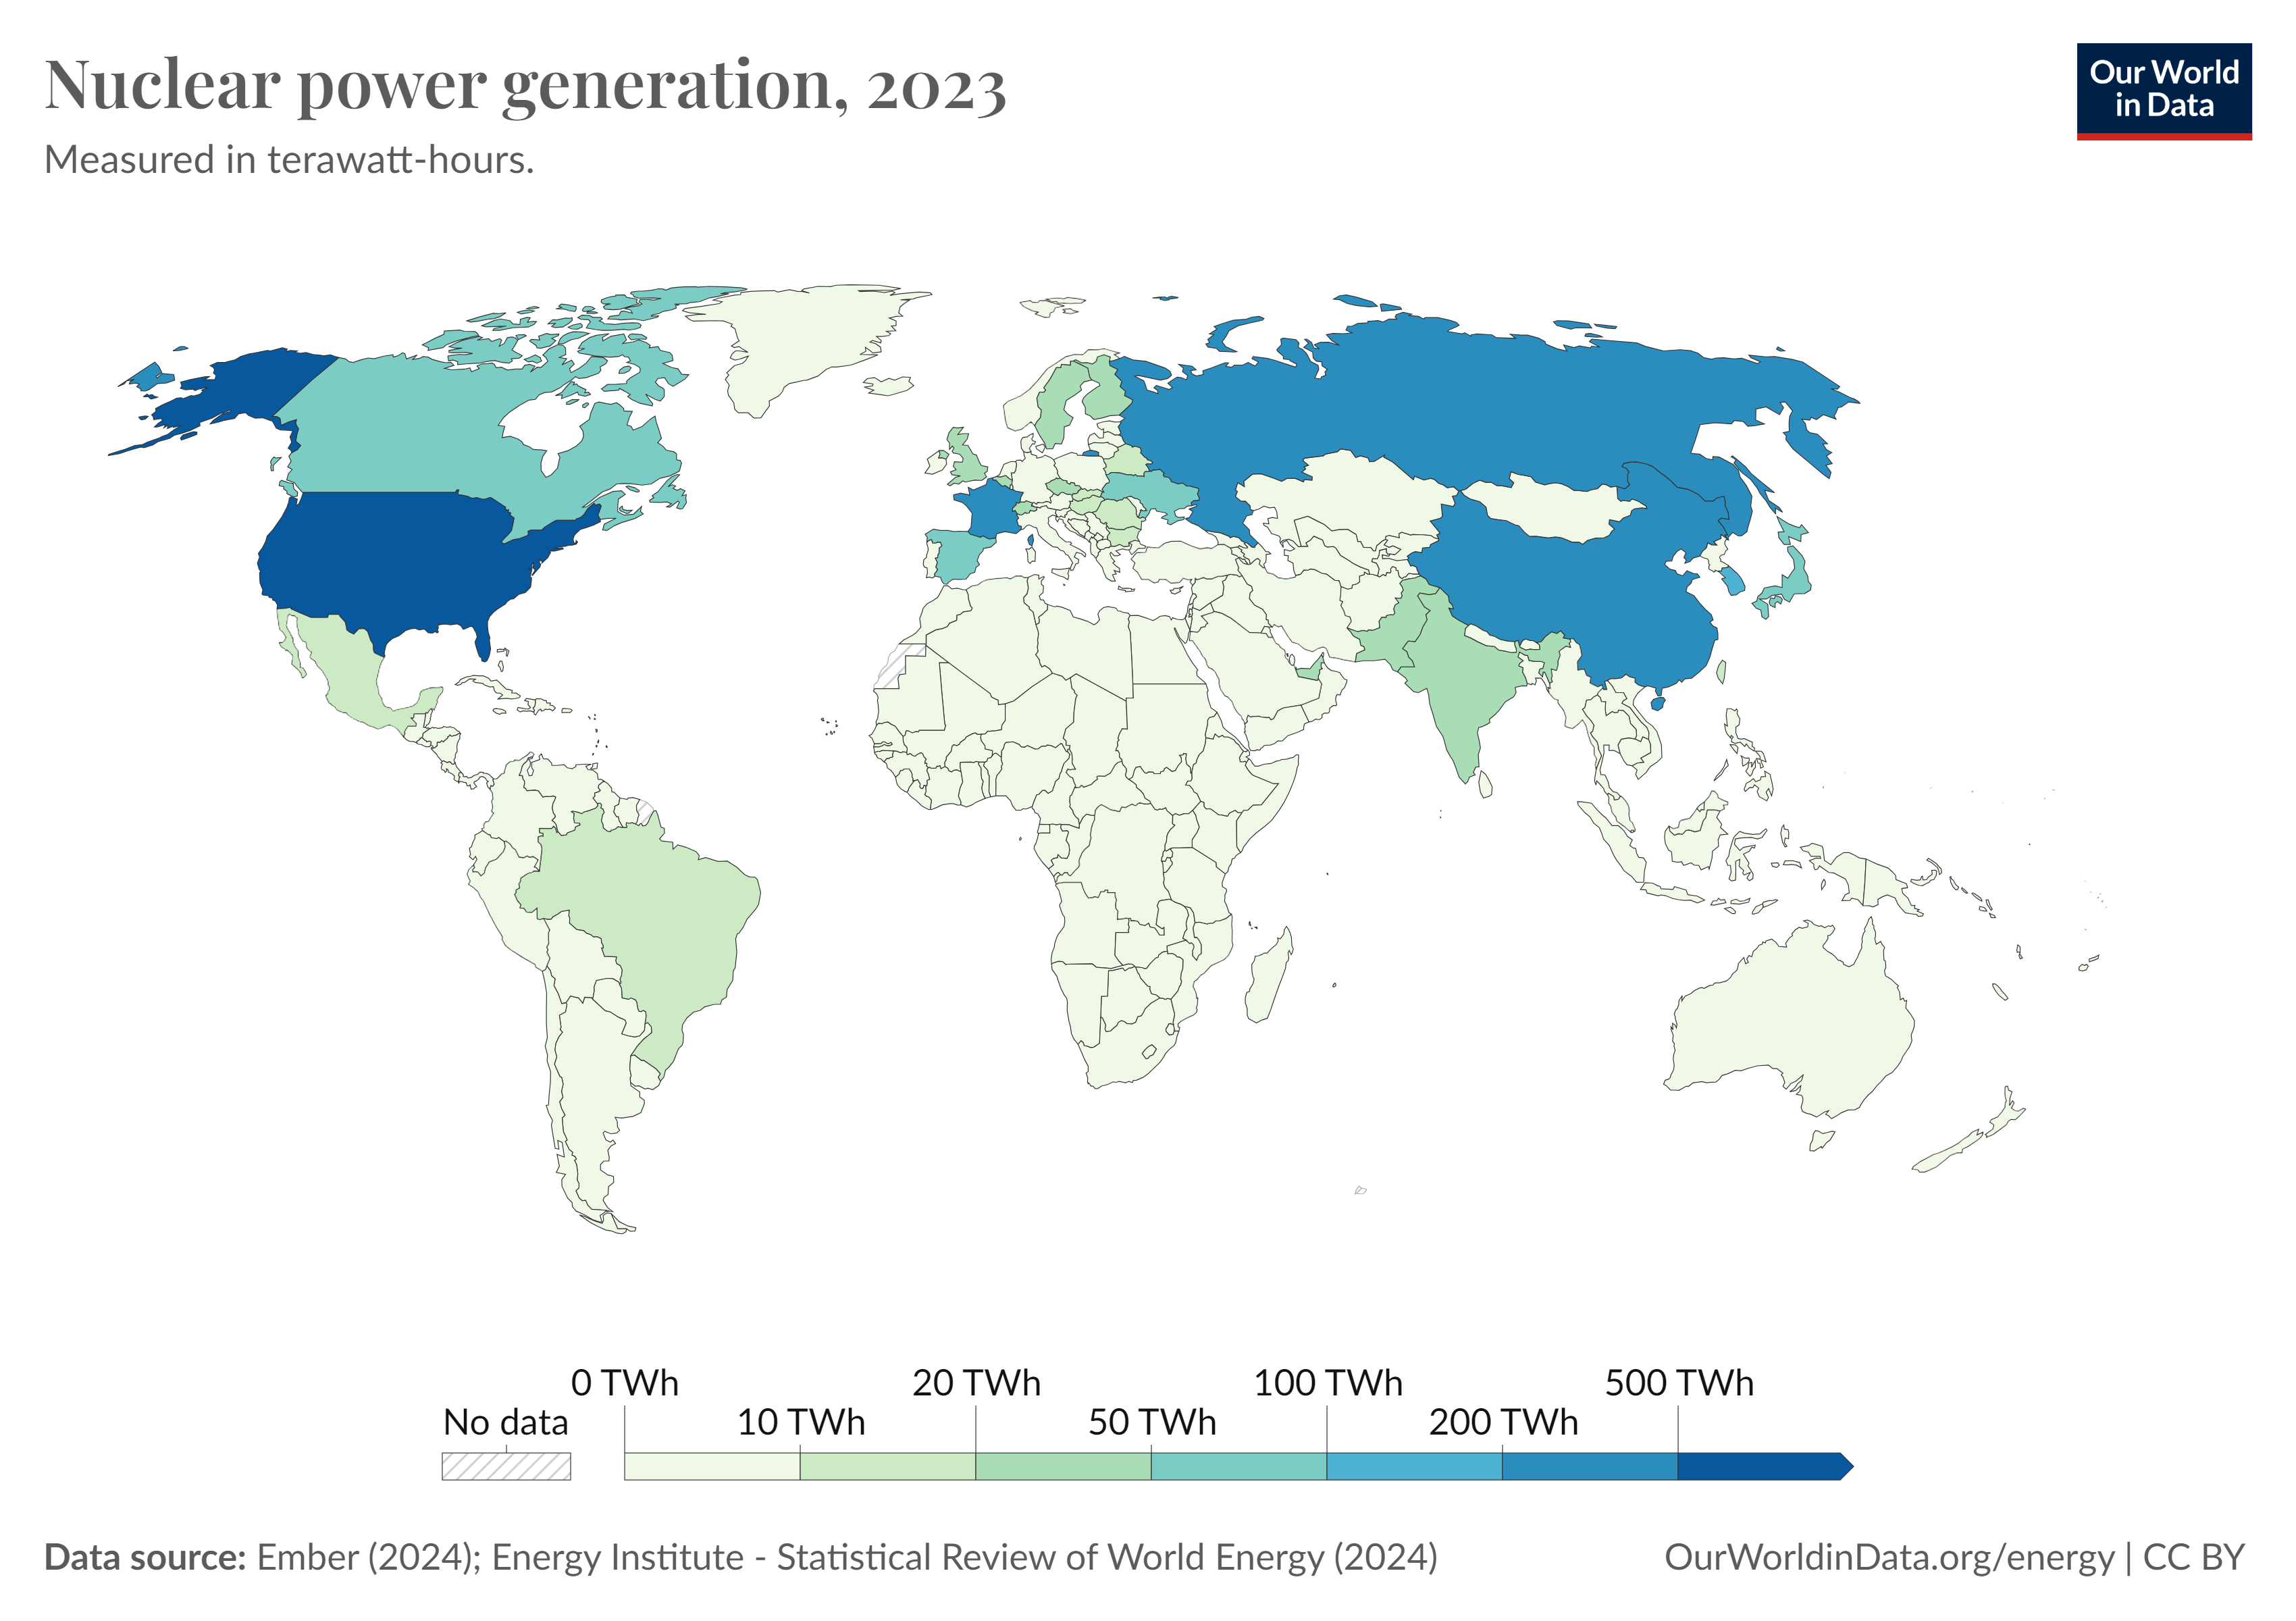 Nuclear power generation, 2023
Measured in terawatt-hours.
Our World
in Data
0 TWh 20 TWh 100 TWh 500 TWh
No data 10 TWh 50 TWh 200 TWh
Data source: Ember (2024); Energy Institute - Statistical Review of World Energy (2024)
OurWorldinData.org/energy | CC BY